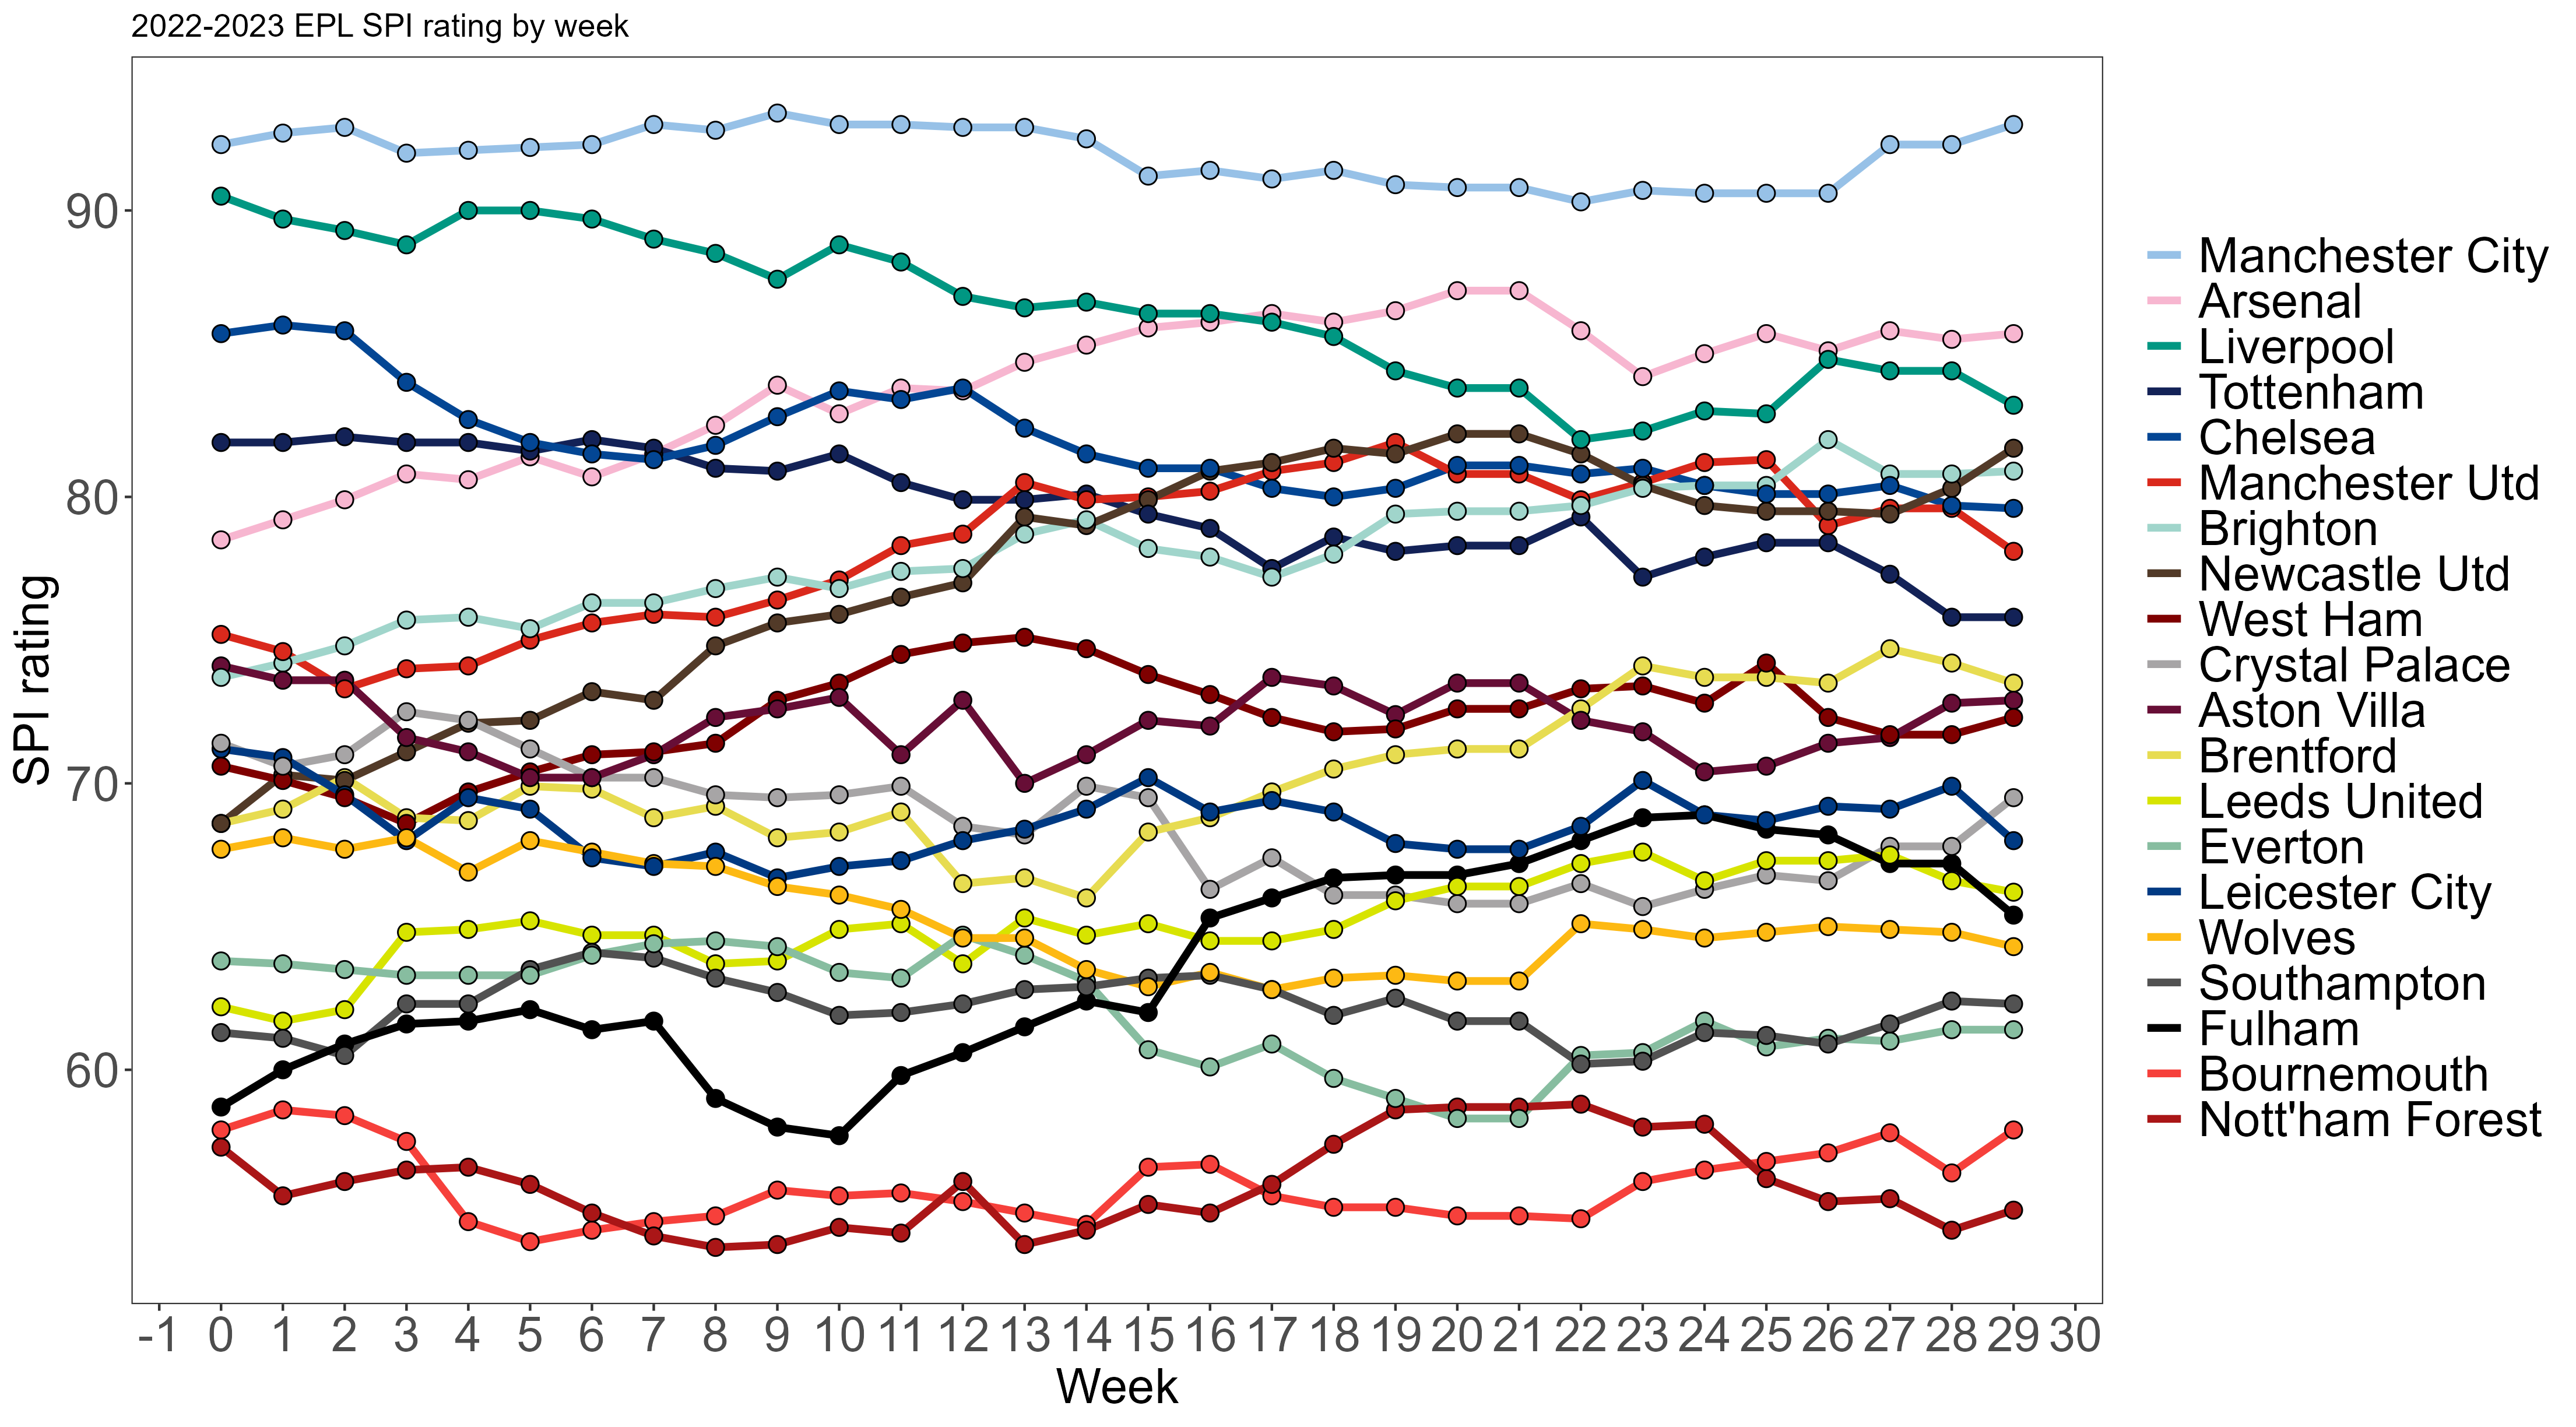 2022-2023 EPL SPI rating by week
90
80
70
60
SPI rating
-1 0 1 2 3 4 5 6 7 8 9 10 11 12 13 14 15 16 17 18 19 20 21 22 23 24 25 26 27 28 29 30
Week
Manchester City
Arsenal
Liverpool
Tottenham
Chelsea
Manchester Utd
Brighton
Newcastle Utd
West Ham
Crystal Palace
Aston Villa
Brentford
Leeds United
Everton
Leicester City
Wolves
Southampton
Fulham
Bournemouth
Nott'ham Forest